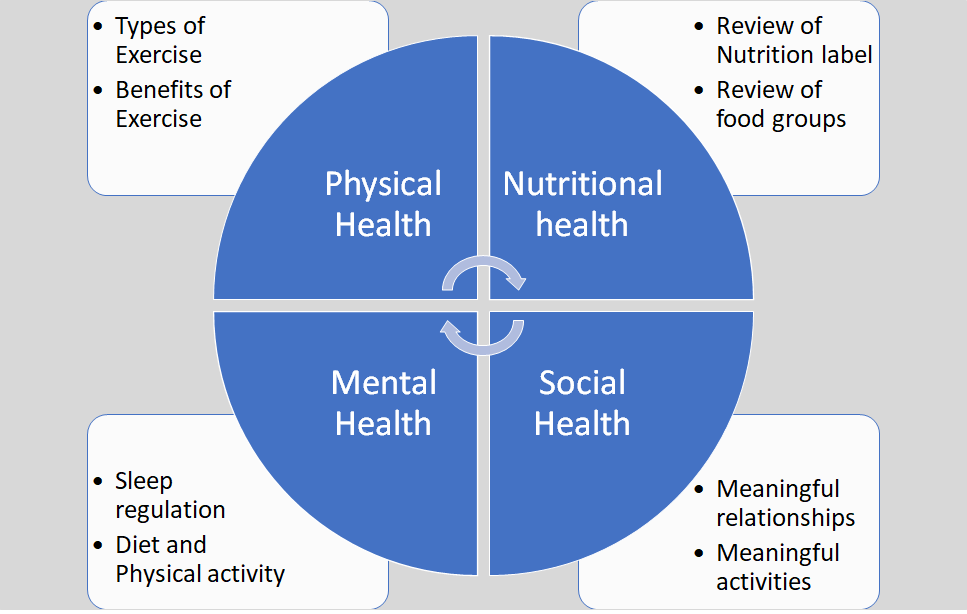 • Types of
Exercise
• Benefits of
Exercise
Physical
Health
• Review of
Nutrition label
• Review of
food groups
Nutritional
health
Mental
Health
• Sleep
regulation
• Diet and
Physical activity
Social
Health
• Meaningful
relationships
• Meaningful
activities